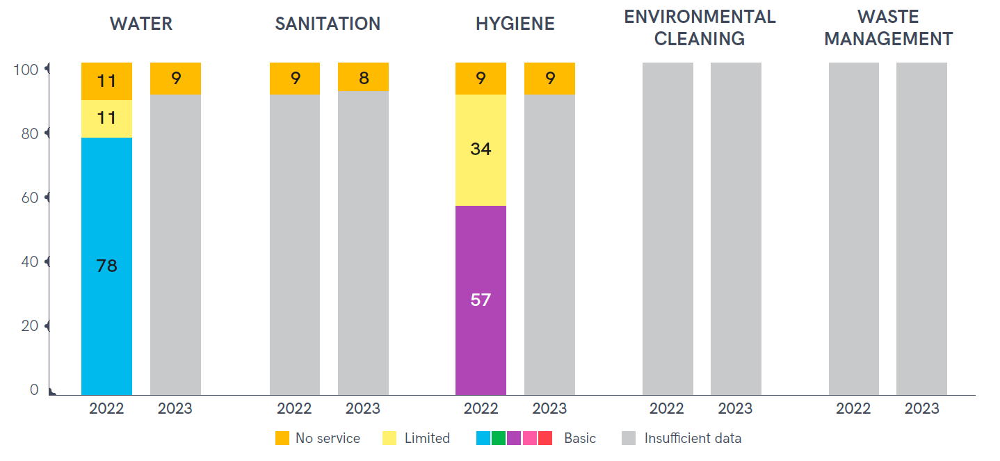 WATER
SANITATION
HYGIENE
ENVIRONMENTAL
CLEANING
WASTE
MANAGEMENT
100
80
60
40
20
0
11
11
78
9
9
8
9
34
57
9
2022
2023
2022
2023
2022
2023
2022
2023
2022
2023
No service
Limited
Basic
Insufficient data